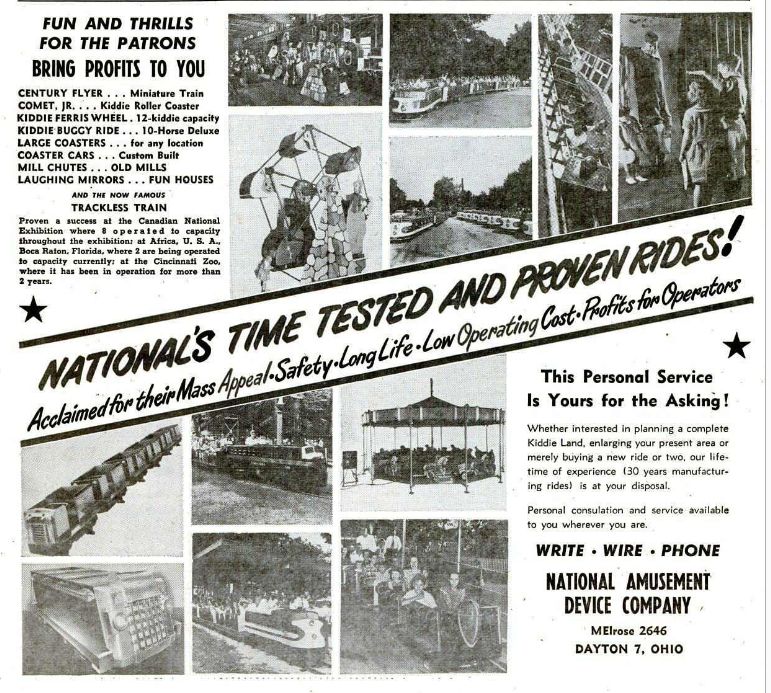 FUN AND THRILLS
FOR THE PATRONS
BRING PROFITS TO YOU
CENTURY FLYER . . . Miniature Train
COMET, JR. . . . Kiddie Roller Coaster
KIDDIE FERRIS WHEEL . 12-kiddie capacity
KIDDIE BUGGY RIDE . . . 10-Horse Deluxe
LARGE COASTERS . . . for any location
COASTER CARS . . . Custom Built
MILL CHUTES . . . OLD MILLS
LAUGHING MIRRORS . . . FUN HOUSES
AND THE NOW FAMOUS
TRACKLESS TRAIN
Proven a success at the Canadian National
Exhibition where 8 operated to capacity
throughout the exhibition; at Africa, U. S. A.,
Boca Raton, Florida, where 2 are being operated
to capacity currently; at the Cincinnati Zoo,
where it has been in operation for more than
2 years.
NATIONAL'S TIME TESTED AND PROVEN RIDES!
Acclaimed for their Mass Appeal • Safety • Long Life • Low Operating Cost • Profits for Operators
This Personal Service
Is Yours for the Asking!
Whether interested in planning a complete
Kiddie Land, enlarging your present area or
merely buying a new ride or two, our life-
time of experience (30 years manufactur-
ing rides) is at your disposal.
Personal consulation and service available
to you wherever you are.
WRITE • WIRE • PHONE
NATIONAL AMUSEMENT
DEVICE COMPANY
MElrose 2646
DAYTON 7, OHIO